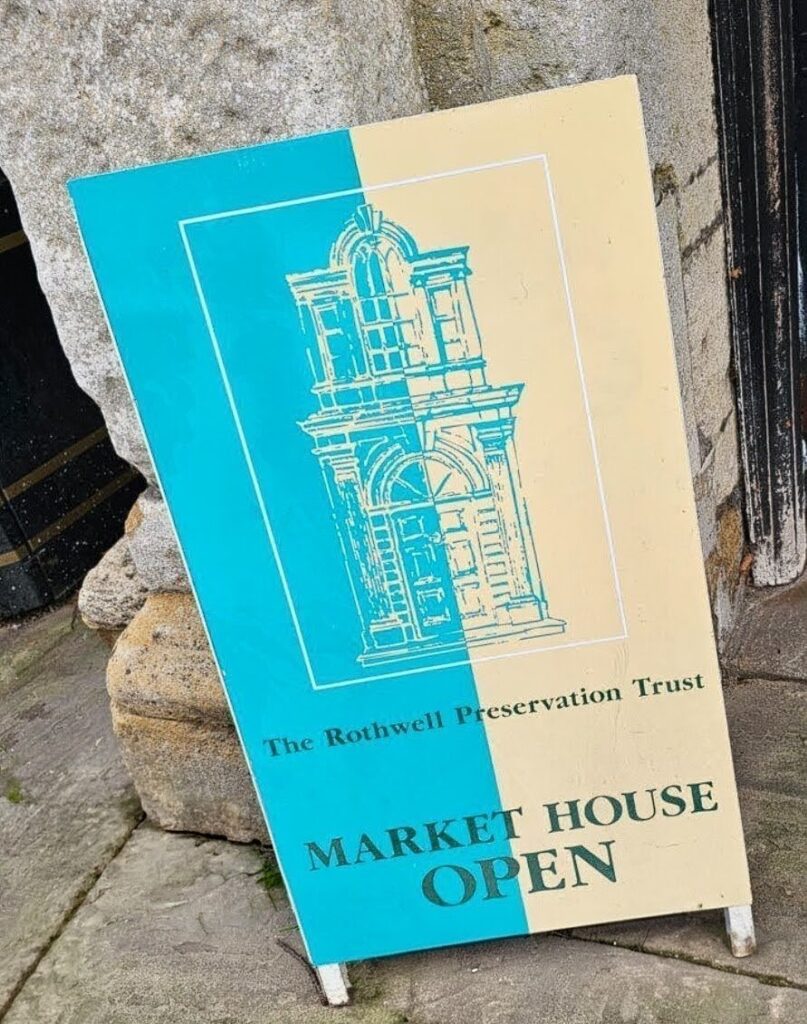 The Rothwell Preservation Trust
MARKET HOUSE
OPEN